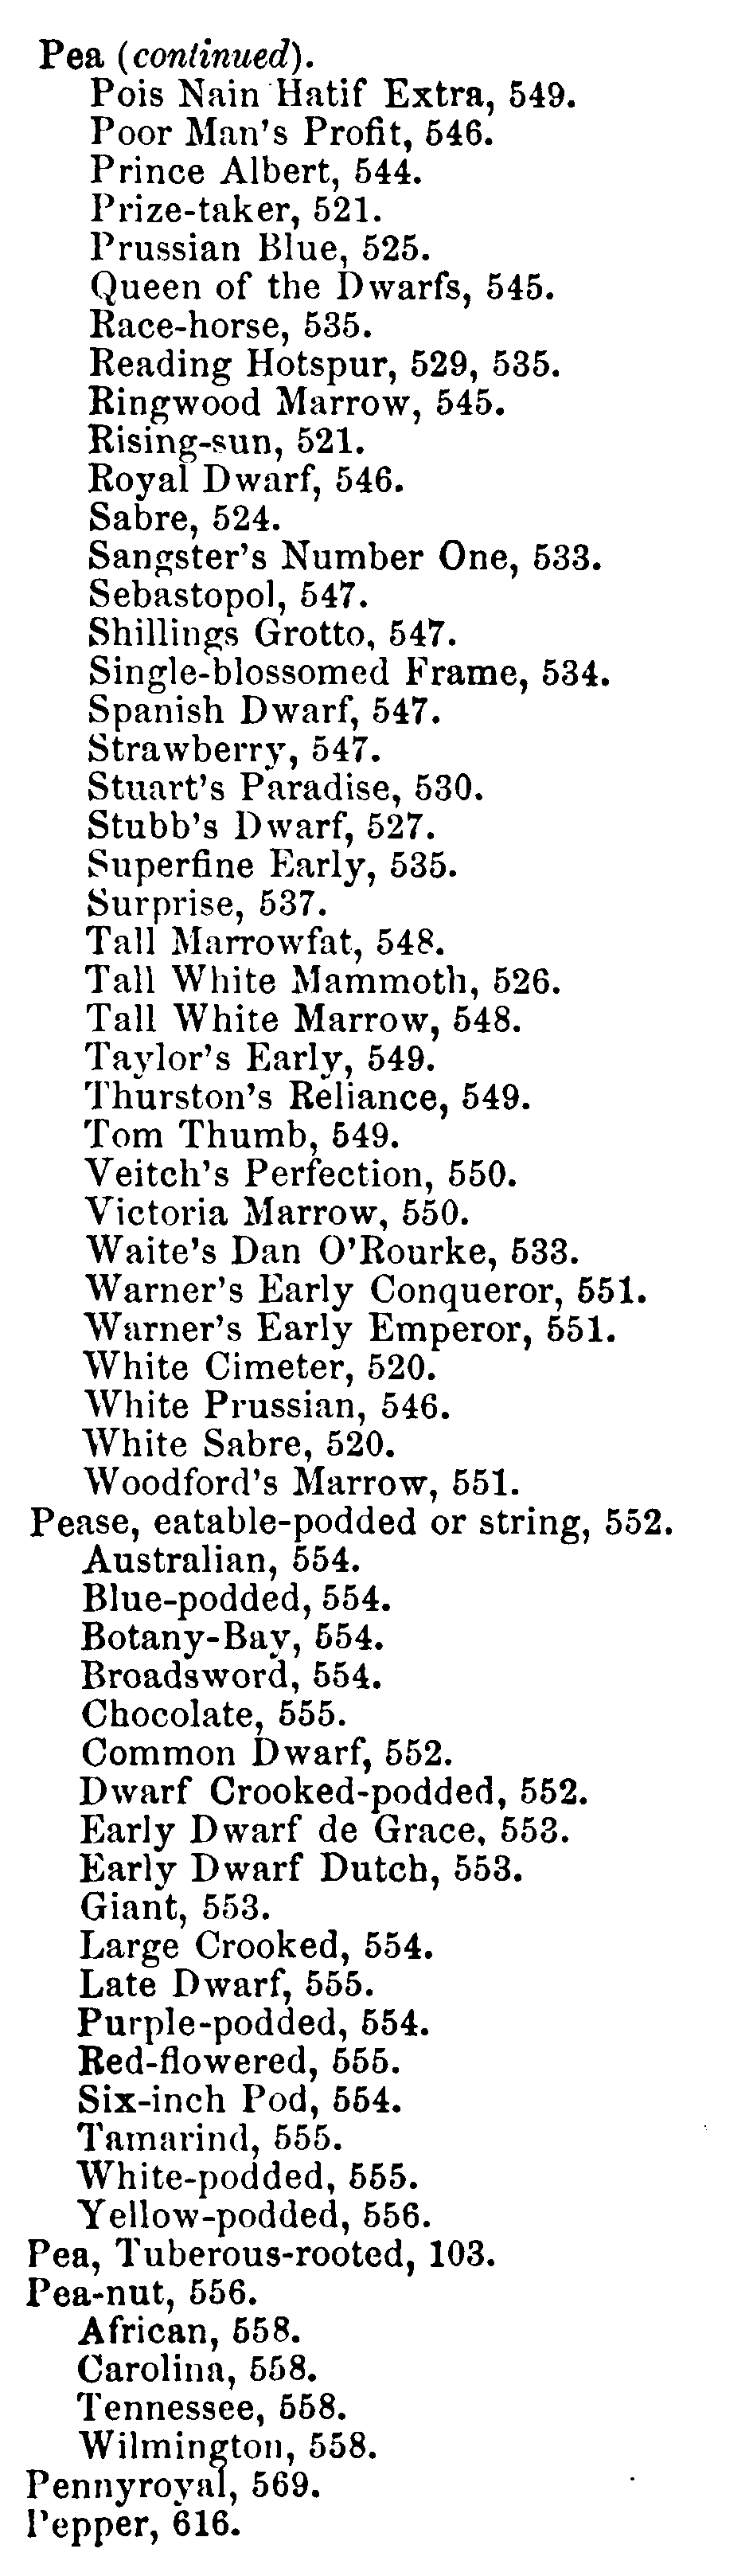 Pea (continued).
Pois Nain Hatif Extra, 549.
Poor Man's Profit, 546.
Prince Albert, 544.
Prize-taker, 521.
Prussian Blue, 525.
Queen of the Dwarfs, 545.
Race-horse, 535.
Reading Hotspur, 529, 535.
Ringwood Marrow, 545.
Rising-sun, 521.
Royal Dwarf, 546.
Sabre, 524.
Sangster's Number One, 533.
Sebastopol, 547.
Shillings Grotto, 547.
Single-blossomed Frame, 534.
Spanish Dwarf, 547.
Strawberry, 547.
Stuart's Paradise, 530.
Stubb's Dwarf, 527.
Superfine Early, 535.
Surprise, 537.
Tall Marrowfat, 548.
Tall White Mammoth, 526.
Tall White Marrow, 548.
Taylor's Early, 549.
Thurston's Reliance, 549.
Tom Thumb, 549.
Veitch's Perfection, 550.
Victoria Marrow, 550.
Waite's Dan O'Rourke, 533.
Warner's Early Conqueror, 551.
Warner's Early Emperor, 551.
White Cimeter, 520.
White Prussian, 546.
White Sabre, 520.
Woodford's Marrow, 551.
Pease, eatable-podded or string, 552.
Australian, 554.
Blue-podded, 554.
Botany-Bay, 554.
Broadsword, 554.
Chocolate, 555.
Common Dwarf, 552.
Dwarf Crooked-podded, 552.
Early Dwarf de Grace, 553.
Early Dwarf Dutch, 553.
Giant, 553.
Large Crooked, 554.
Late Dwarf, 555.
Purple-podded, 554.
Red-flowered, 555.
Six-inch Pod, 554.
Tamarind, 555.
White-podded, 555.
Yellow-podded, 556.
Pea, Tuberous-rooted, 103.
Pea-nut, 556.
African, 558.
Carolina, 558.
Tennessee, 558.
Wilmington, 558.
Pennyroyal, 569.
Pepper, 616.